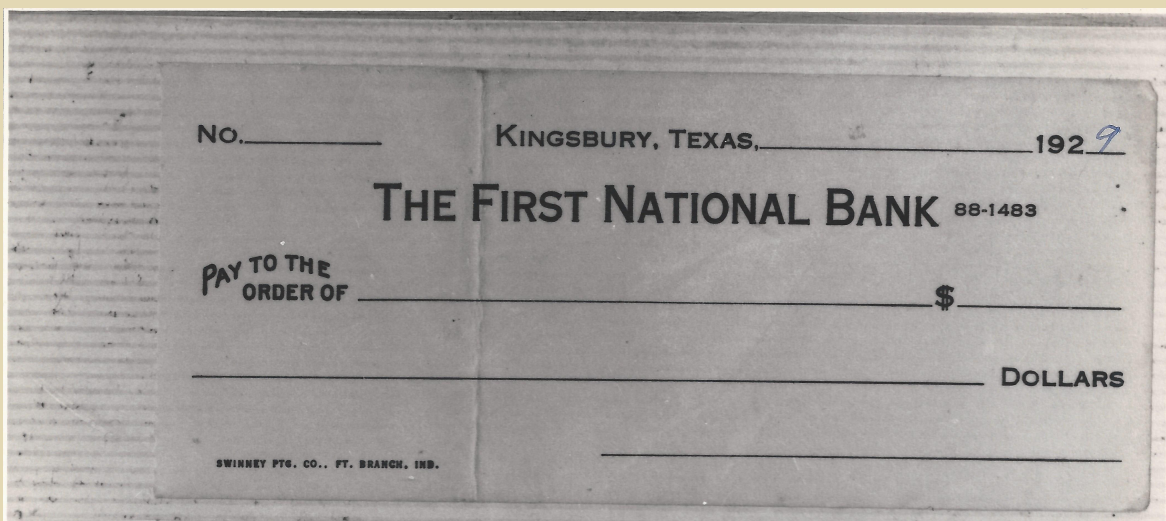 No. Kingsbury, Texas, 1929
The First National Bank 88-1483
Pay to the
order of $
Dollars
SWINNEY PTG. CO., FT. BRANCH, IND.